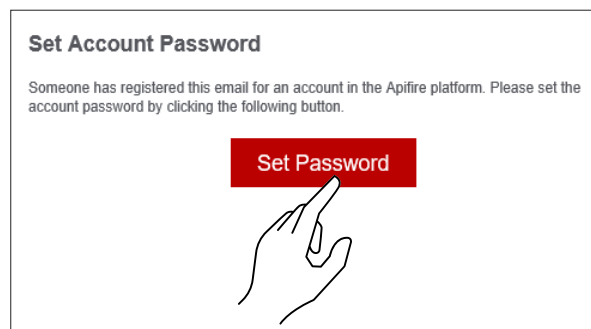 Set Account Password
Someone has registered this email for an account in the Apifire platform. Please set the
account password by clicking the following button.
Set Password